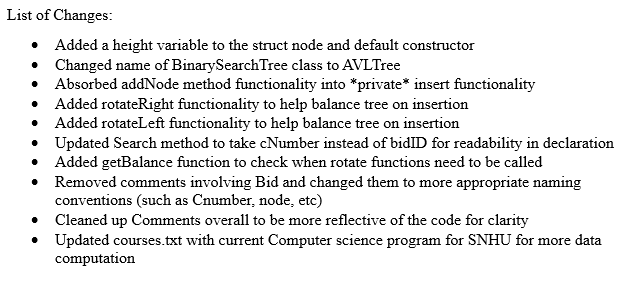 List of Changes:
• Added a height variable to the struct node and default constructor
• Changed name of BinarySearchTree class to AVLTree
• Absorbed addNode method functionality into *private* insert functionality
• Added rotateRight functionality to help balance tree on insertion
• Added rotateLeft functionality to help balance tree on insertion
• Updated Search method to take cNumber instead of bidID for readability in declaration
• Added getBalance function to check when rotate functions need to be called
• Removed comments involving Bid and changed them to more appropriate naming
conventions (such as Cnumber, node, etc)
• Cleaned up Comments overall to be more reflective of the code for clarity
• Updated courses.txt with current Computer science program for SNHU for more data
computation